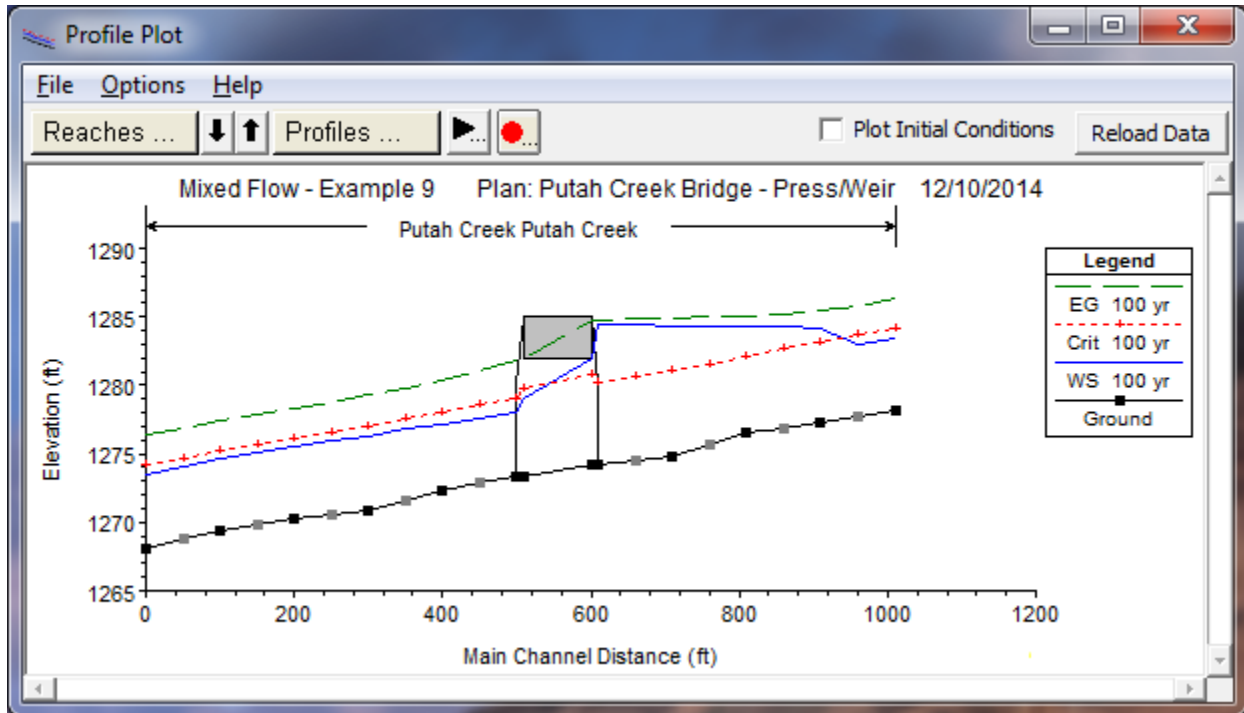 Profile Plot
File Options Help
Reaches ... Profiles ... ... ... Plot Initial Conditions Reload Data
Mixed Flow - Example 9 Plan: Putah Creek Bridge - Press/Weir 12/10/2014
Putah Creek Putah Creek
1290
1285
1280
1275
1270
1265
Elevation (ft)
0 200 400 600 800 1000 1200
Main Channel Distance (ft)
Legend
EG 100 yr
Crit 100 yr
WS 100 yr
Ground